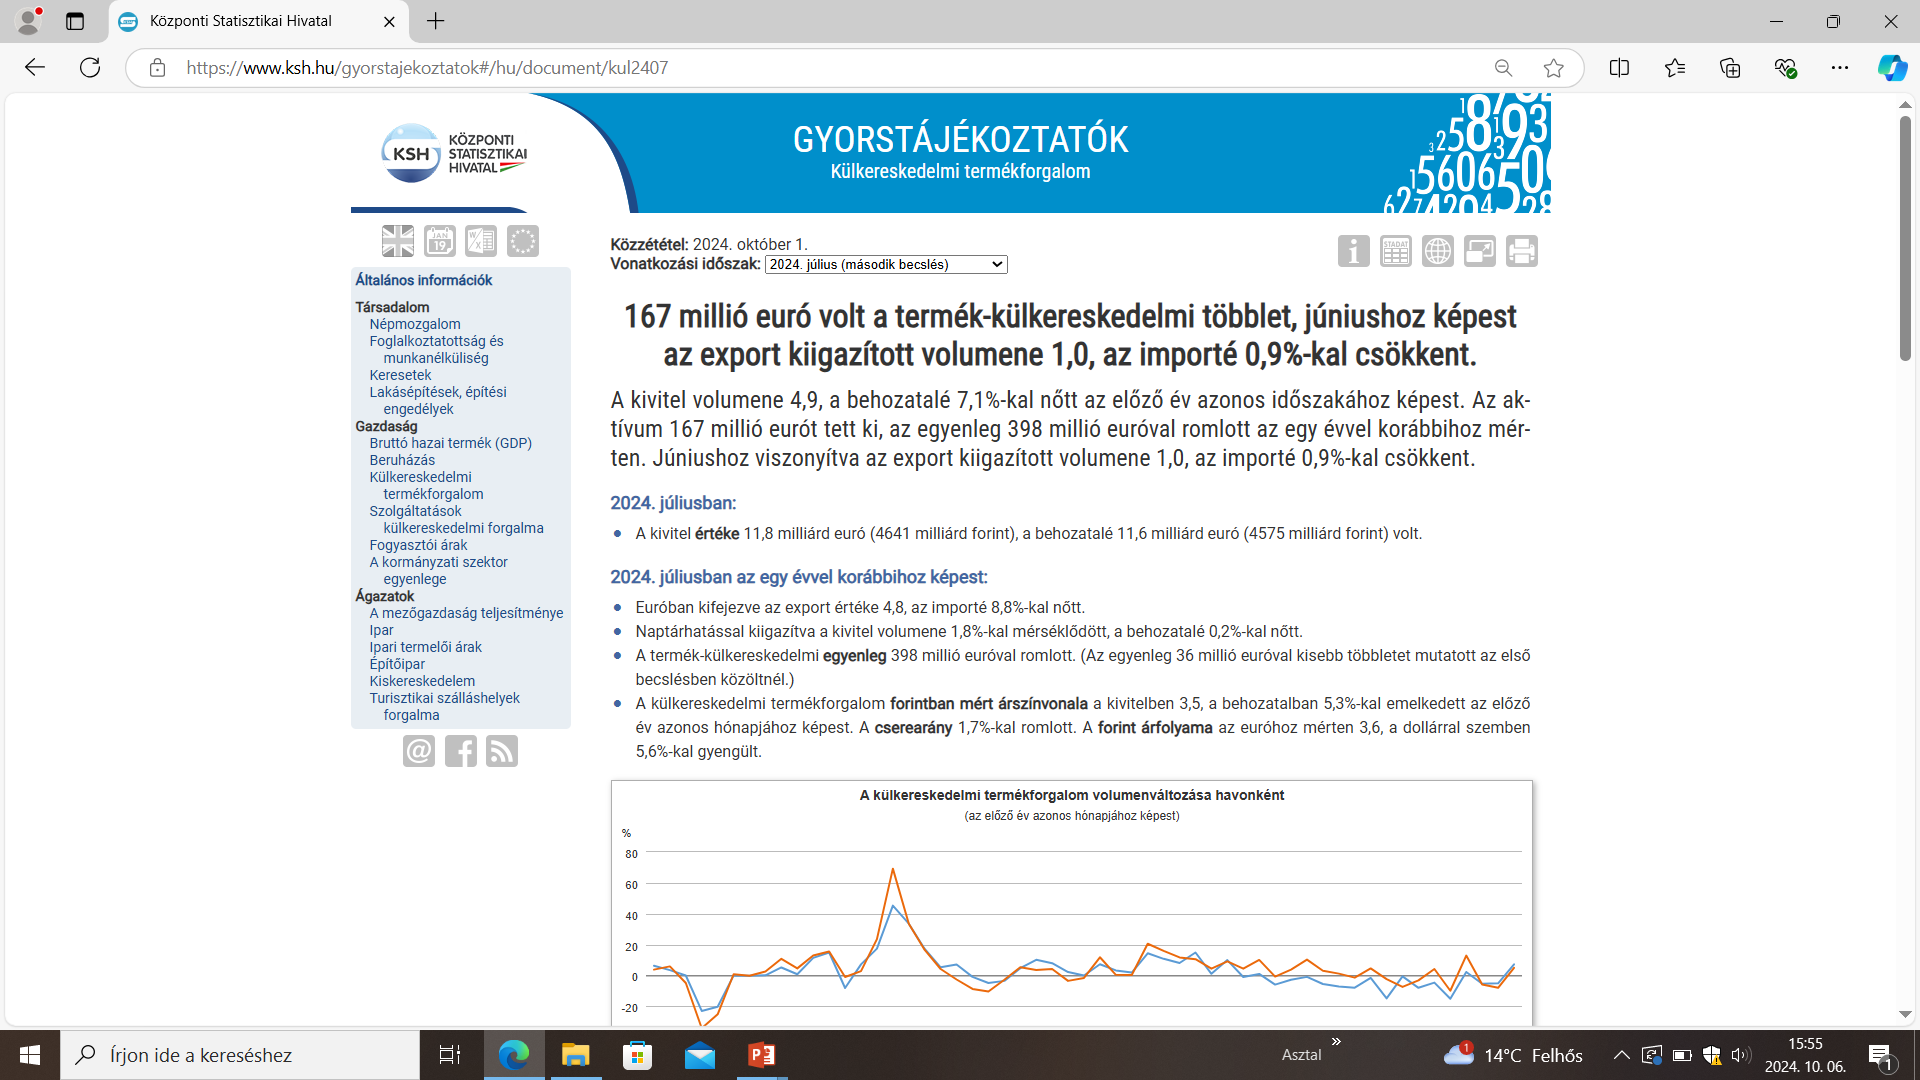 Központi Statisztikai Hivatal
https://www.ksh.hu/gyorstajekoztatok#/hu/document/kul2407
KSH
KÖZPONTI
STATISZTIKAI
HIVATAL
GYORSTÁJÉKOZTATÓK
Külkereskedelmi termékforgalom
JAN
19
W
X
STADAT
Közzététel: 2024. október 1.
Vonatkozási időszak: 2024. július (második becslés)
Általános információk
Társadalom
Népmozgalom
Foglalkoztatottság és
munkanélküliség
Keresetek
Lakásépítések, építési
engedélyek
Gazdaság
Bruttó hazai termék (GDP)
Beruházás
Külkereskedelmi
termékforgalom
Szolgáltatások
külkereskedelmi forgalma
Fogyasztói árak
A kormányzati szektor
egyenlege
Ágazatok
A mezőgazdaság teljesítménye
Ipar
Ipari termelői árak
Építőipar
Kiskereskedelem
Turisztikai szálláshelyek
forgalma
167 millió euró volt a termék-külkereskedelmi többlet, júniushoz képest
az export kiigazított volumene 1,0, az importé 0,9%-kal csökkent.
A kivitel volumene 4,9, a behozatalé 7,1%-kal nőtt az előző év azonos időszakához képest. Az ak-
tívum 167 millió eurót tett ki, az egyenleg 398 millió euróval romlott az egy évvel korábbihoz mér-
ten. Júniushoz viszonyítva az export kiigazított volumene 1,0, az importé 0,9%-kal csökkent.
2024. júliusban:
A kivitel értéke 11,8 milliárd euró (4641 milliárd forint), a behozatalé 11,6 milliárd euró (4575 milliárd forint) volt.
2024. júliusban az egy évvel korábbihoz képest:
Euróban kifejezve az export értéke 4,8, az importé 8,8%-kal nőtt.
Naptárhatással kiigazítva a kivitel volumene 1,8%-kal mérséklődött, a behozatalé 0,2%-kal nőtt.
A termék-külkereskedelmi egyenleg 398 millió euróval romlott. (Az egyenleg 36 millió euróval kisebb többletet mutatott az első
becslésben közöltnél.)
A külkereskedelmi termékforgalom forintban mért árszínvonala a kivitelben 3,5, a behozatalban 5,3%-kal emelkedett az előző
év azonos hónapjához képest. A cserearány 1,7%-kal romlott. A forint árfolyama az euróhoz mérten 3,6, a dollárral szemben
5,6%-kal gyengült.
A külkereskedelmi termékforgalom volumenváltozása havonként
(az előző év azonos hónapjához képest)
%
80
60
40
20
0
-20
Írjon ide a kereséshez
Asztal
1
14°C Felhős
15:55
2024. 10. 06.
1